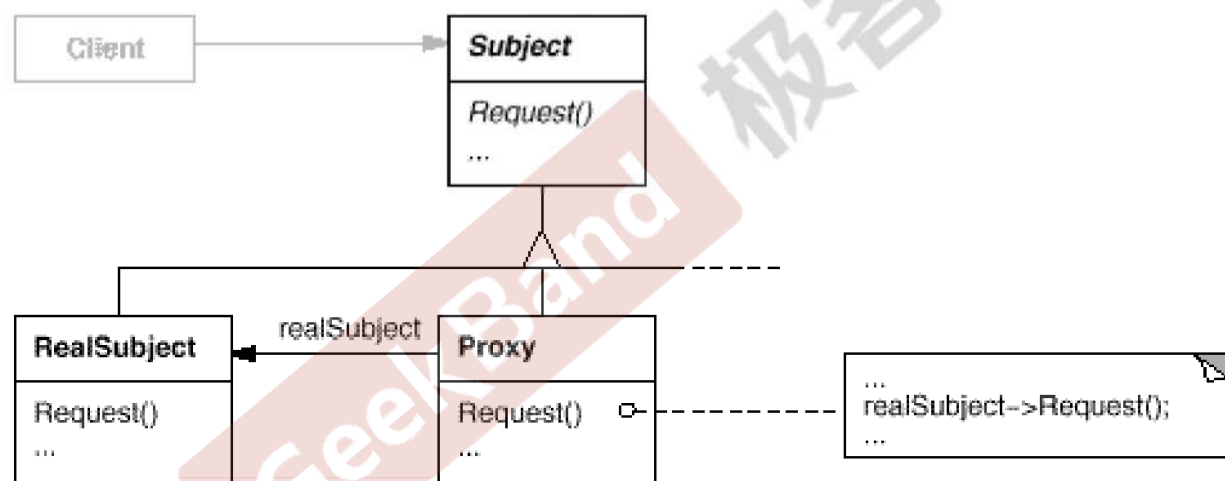 Client
Subject
Request()
...
RealSubject
Request()
...
realSubject
Proxy
Request()
...
...
realSubject->Request();
...
GeekBand
极客